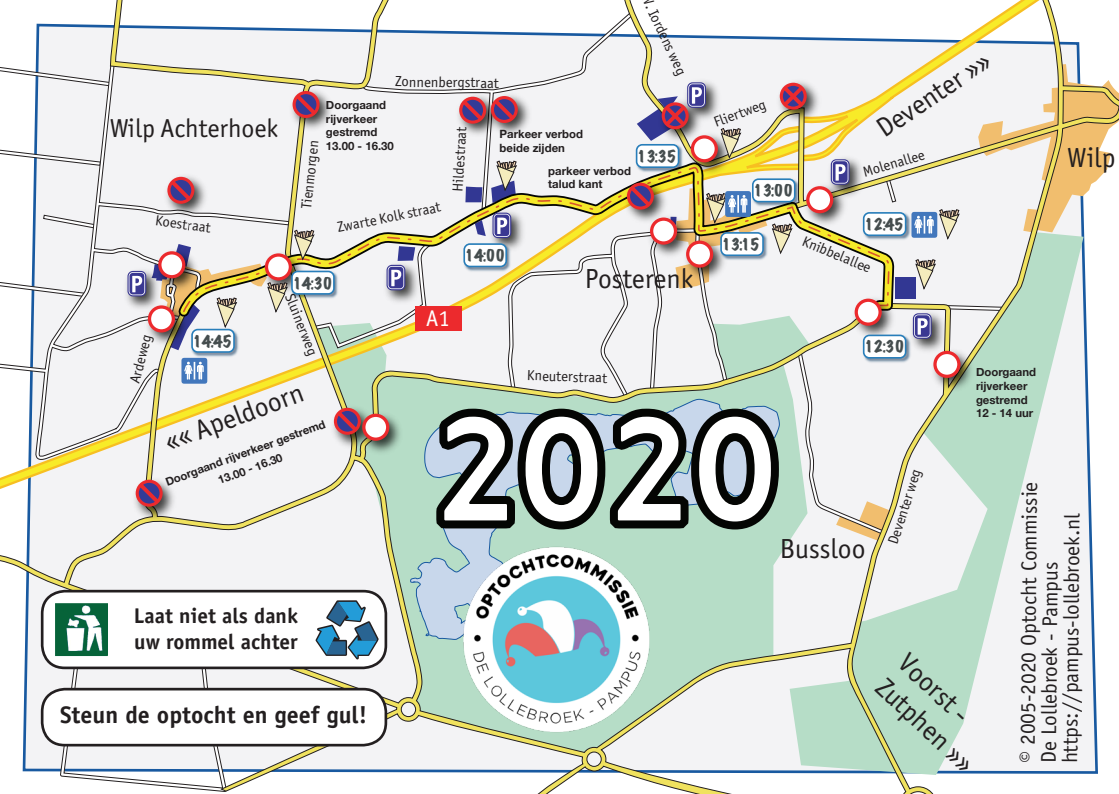 W. Iordens weg
Zonnenbergstraat
Deventer »»
Wilp Achterhoek
Doorgaand
rijverkeer
gestremd
13.00 - 16.30
Hildestraat
Parkeer verbod
beide zijden
P
Fliertweg
13:35
parkeer verbod
talud kant
Molenallee
Wilp
P
Tienmorgen
Koestraat
Zwarte Kolk straat
13:00
12:45
13:15
P
14:00
Knibbelallee
P
P
14:30
Posterenk
Sluinerweg
A1
P
14:45
12:30
Ardeweg
Kneuterstraat
Doorgaand
rijverkeer
gestremd
12 - 14 uur
«« Apeldoorn
Doorgaand rijverkeer gestremd
13.00 - 16.30
2020
Deventer weg
Bussloo
OPTOCHTCOMMISSIE
DE LOLLEBROEK - PAMPUS
Laat niet als dank
uw rommel achter
Steun de optocht en geef gul!
Voorst -
Zutphen »»
© 2005-2020 Optocht Commissie
De Lollebroek - Pampus
https://pampus-lollebroek.nl